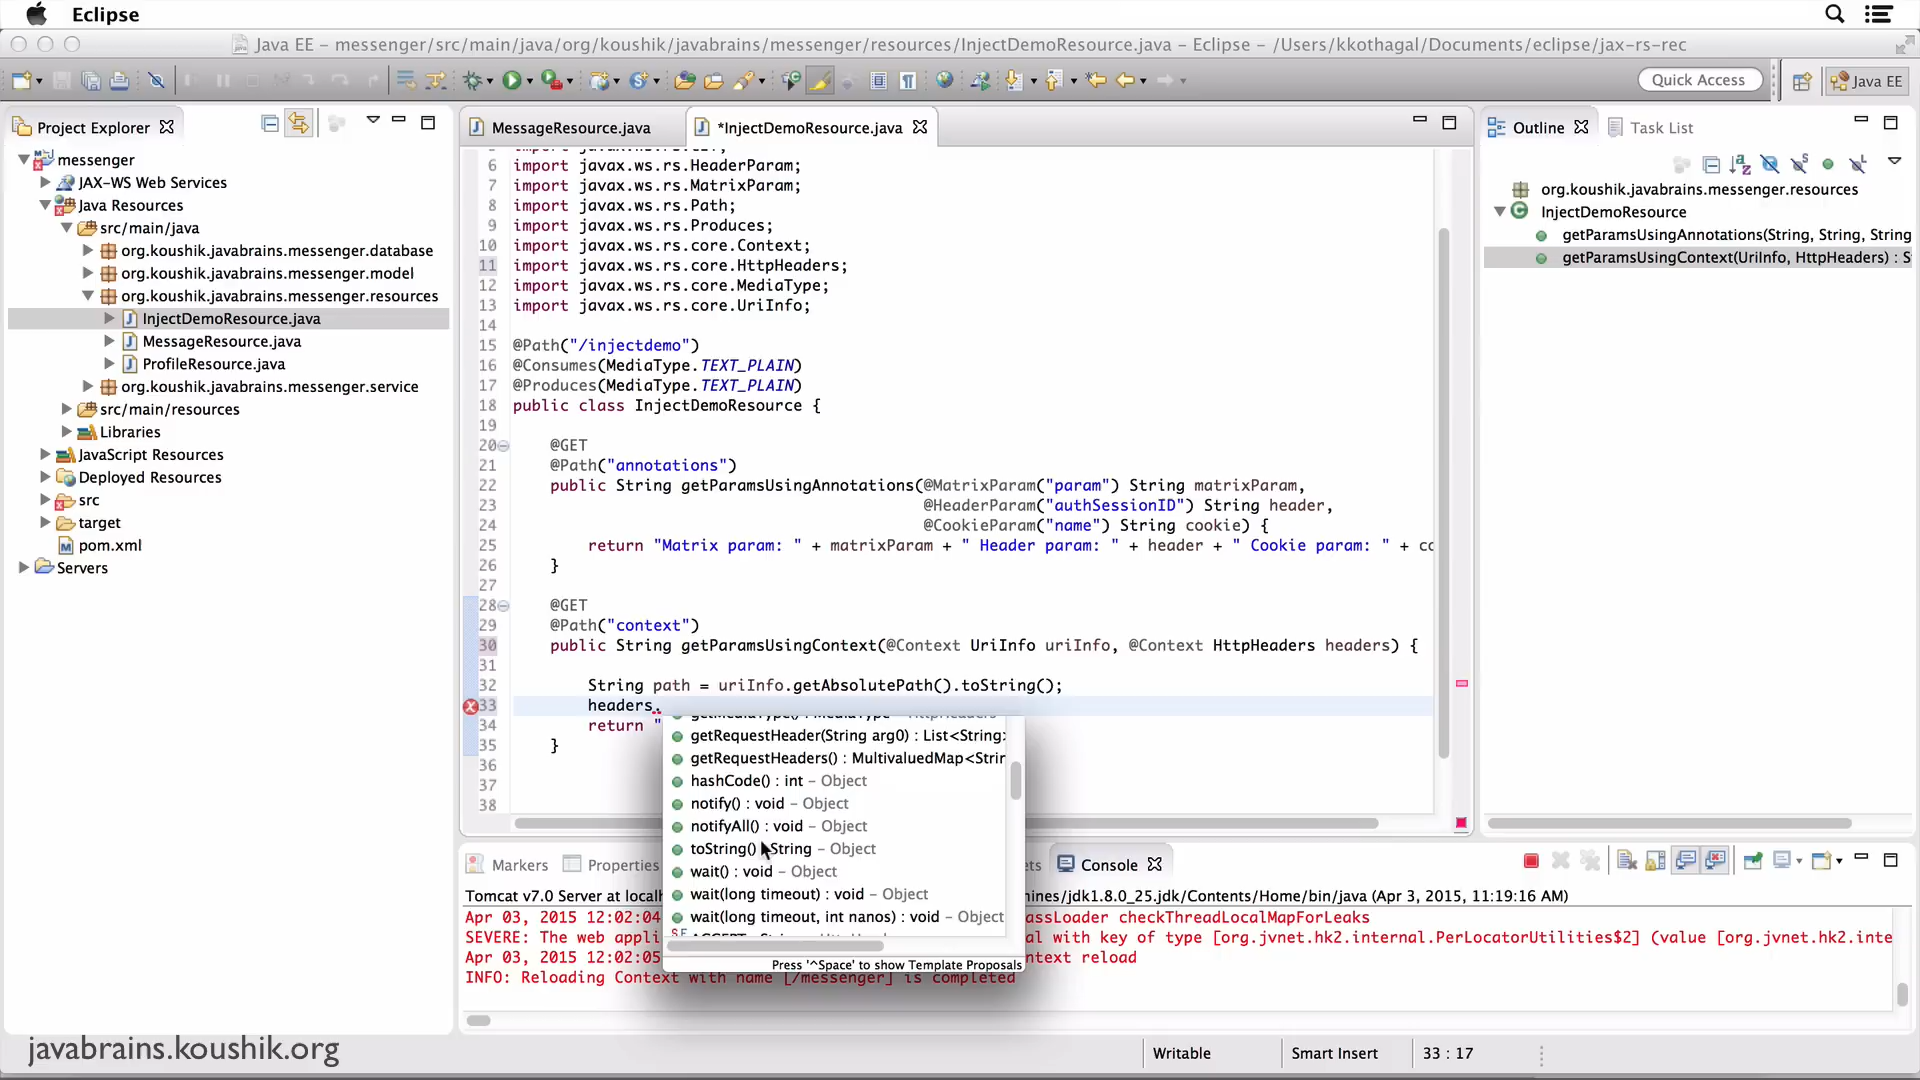 Eclipse
Java EE – messenger/src/main/java/org/koushik/javabrains/messenger/resources/InjectDemoResource.java – Eclipse – /Users/kkothagal/Documents/eclipse/jax-rs-rec
Quick Access
Java EE
Project Explorer
messenger
JAX-WS Web Services
Java Resources
src/main/java
org.koushik.javabrains.messenger.database
org.koushik.javabrains.messenger.model
org.koushik.javabrains.messenger.resources
InjectDemoResource.java
MessageResource.java
ProfileResource.java
org.koushik.javabrains.messenger.service
src/main/resources
Libraries
JavaScript Resources
Deployed Resources
src
target
pom.xml
Servers
MessageResource.java
*InjectDemoResource.java
6 import javax.ws.rs.HeaderParam;
7 import javax.ws.rs.MatrixParam;
8 import javax.ws.rs.Path;
9 import javax.ws.rs.Produces;
10 import javax.ws.rs.core.Context;
11 import javax.ws.rs.core.HttpHeaders;
12 import javax.ws.rs.core.MediaType;
13 import javax.ws.rs.core.UriInfo;
14
15 @Path("/injectdemo")
16 @Consumes(MediaType.TEXT_PLAIN)
17 @Produces(MediaType.TEXT_PLAIN)
18 public class InjectDemoResource {
19
20 @GET
21 @Path("annotations")
22 public String getParamsUsingAnnotations(@MatrixParam("param") String matrixParam,
23 @HeaderParam("authSessionID") String header,
24 @CookieParam("name") String cookie) {
25 return "Matrix param: " + matrixParam + " Header param: " + header + " Cookie param: " + co
26 }
27
28 @GET
29 @Path("context")
30 public String getParamsUsingContext(@Context UriInfo uriInfo, @Context HttpHeaders headers) {
31
32 String path = uriInfo.getAbsolutePath().toString();
33 headers.
34 return "
35 }
36
37
38
getMediaType() : MediaType – HttpHeaders
getRequestHeader(String arg0) : List<String>
getRequestHeaders() : MultivaluedMap<Strin
hashCode() : int – Object
notify() : void – Object
notifyAll() : void – Object
toString() String – Object
wait() : void – Object
wait(long timeout) : void – Object
wait(long timeout, int nanos) : void – Object
Press '^Space' to show Template Proposals
Outline
Task List
org.koushik.javabrains.messenger.resources
InjectDemoResource
getParamsUsingAnnotations(String, String, String
getParamsUsingContext(UriInfo, HttpHeaders) : S
Markers
Properties
Console
Tomcat v7.0 Server at local
ines/jdk1.8.0_25.jdk/Contents/Home/bin/java (Apr 3, 2015, 11:19:16 AM)
Apr 03, 2015 12:02:04
assLoader checkThreadLocalMapForLeaks
SEVERE: The web appli
l with key of type [org.jvnet.hk2.internal.PerLocatorUtilities$2] (value [org.jvnet.hk2.inte
Apr 03, 2015 12:02:05
ntext reload
INFO: Reloading Context with name [/messenger] is completed
javabrains.koushik.org
Writable
Smart Insert
33 : 17